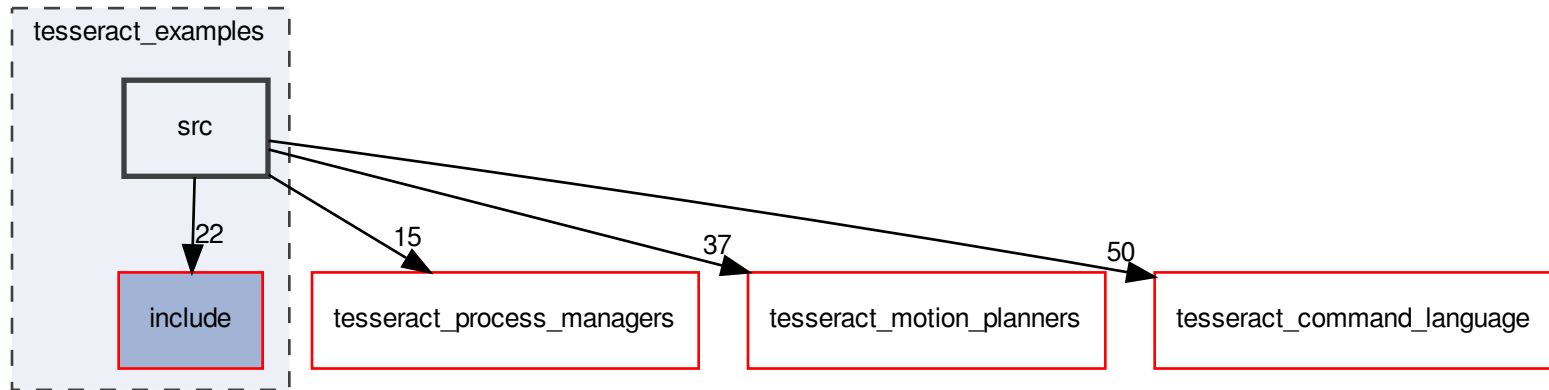 tesseract_examples
src
22
15
37
50
include
tesseract_process_managers
tesseract_motion_planners
tesseract_command_language